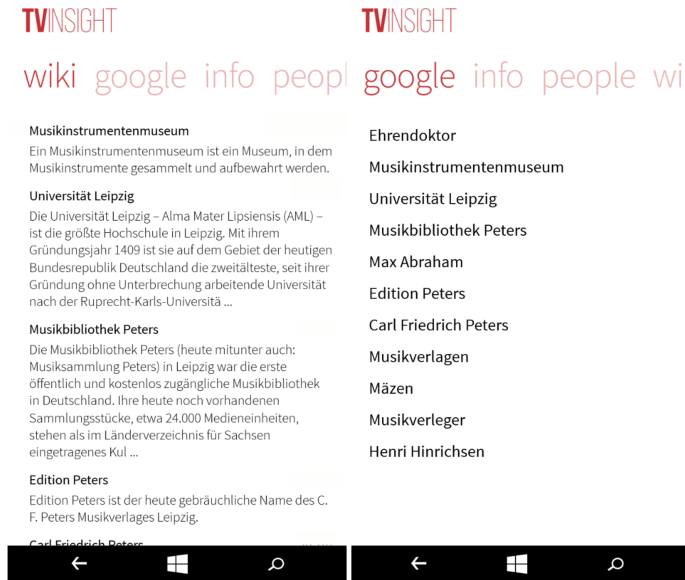 TVINSIGHT
wiki google info peopl
Musikinstrumentenmuseum
Ein Musikinstrumentenmuseum ist ein Museum, in dem
Musikinstrumente gesammelt und aufbewahrt werden.
Universität Leipzig
Die Universität Leipzig – Alma Mater Lipsiensis (AML) –
ist die größte Hochschule in Leipzig. Mit ihrem
Gründungsjahr 1409 ist sie auf dem Gebiet der heutigen
Bundesrepublik Deutschland die zweitälteste, seit ihrer
Gründung ohne Unterbrechung arbeitende Universität
nach der Ruprecht-Karls-Universitä ...
Musikbibliothek Peters
Die Musikbibliothek Peters (heute mitunter auch:
Musiksammlung Peters) in Leipzig war die erste
öffentlich und kostenlos zugängliche Musikbibliothek
in Deutschland. Ihre heute noch vorhandenen
Sammlungsstücke, etwa 24.000 Medieneinheiten,
stehen als im Länderverzeichnis für Sachsen
eingetragenes Kul ...
Edition Peters
Edition Peters ist der heute gebräuchliche Name des C.
F. Peters Musikverlages Leipzig.
Carl Friedrich Peters
TVINSIGHT
google info people wi
Ehrendoktor
Musikinstrumentenmuseum
Universität Leipzig
Musikbibliothek Peters
Max Abraham
Edition Peters
Carl Friedrich Peters
Musikverlagen
Mäzen
Musikverleger
Henri Hinrichsen